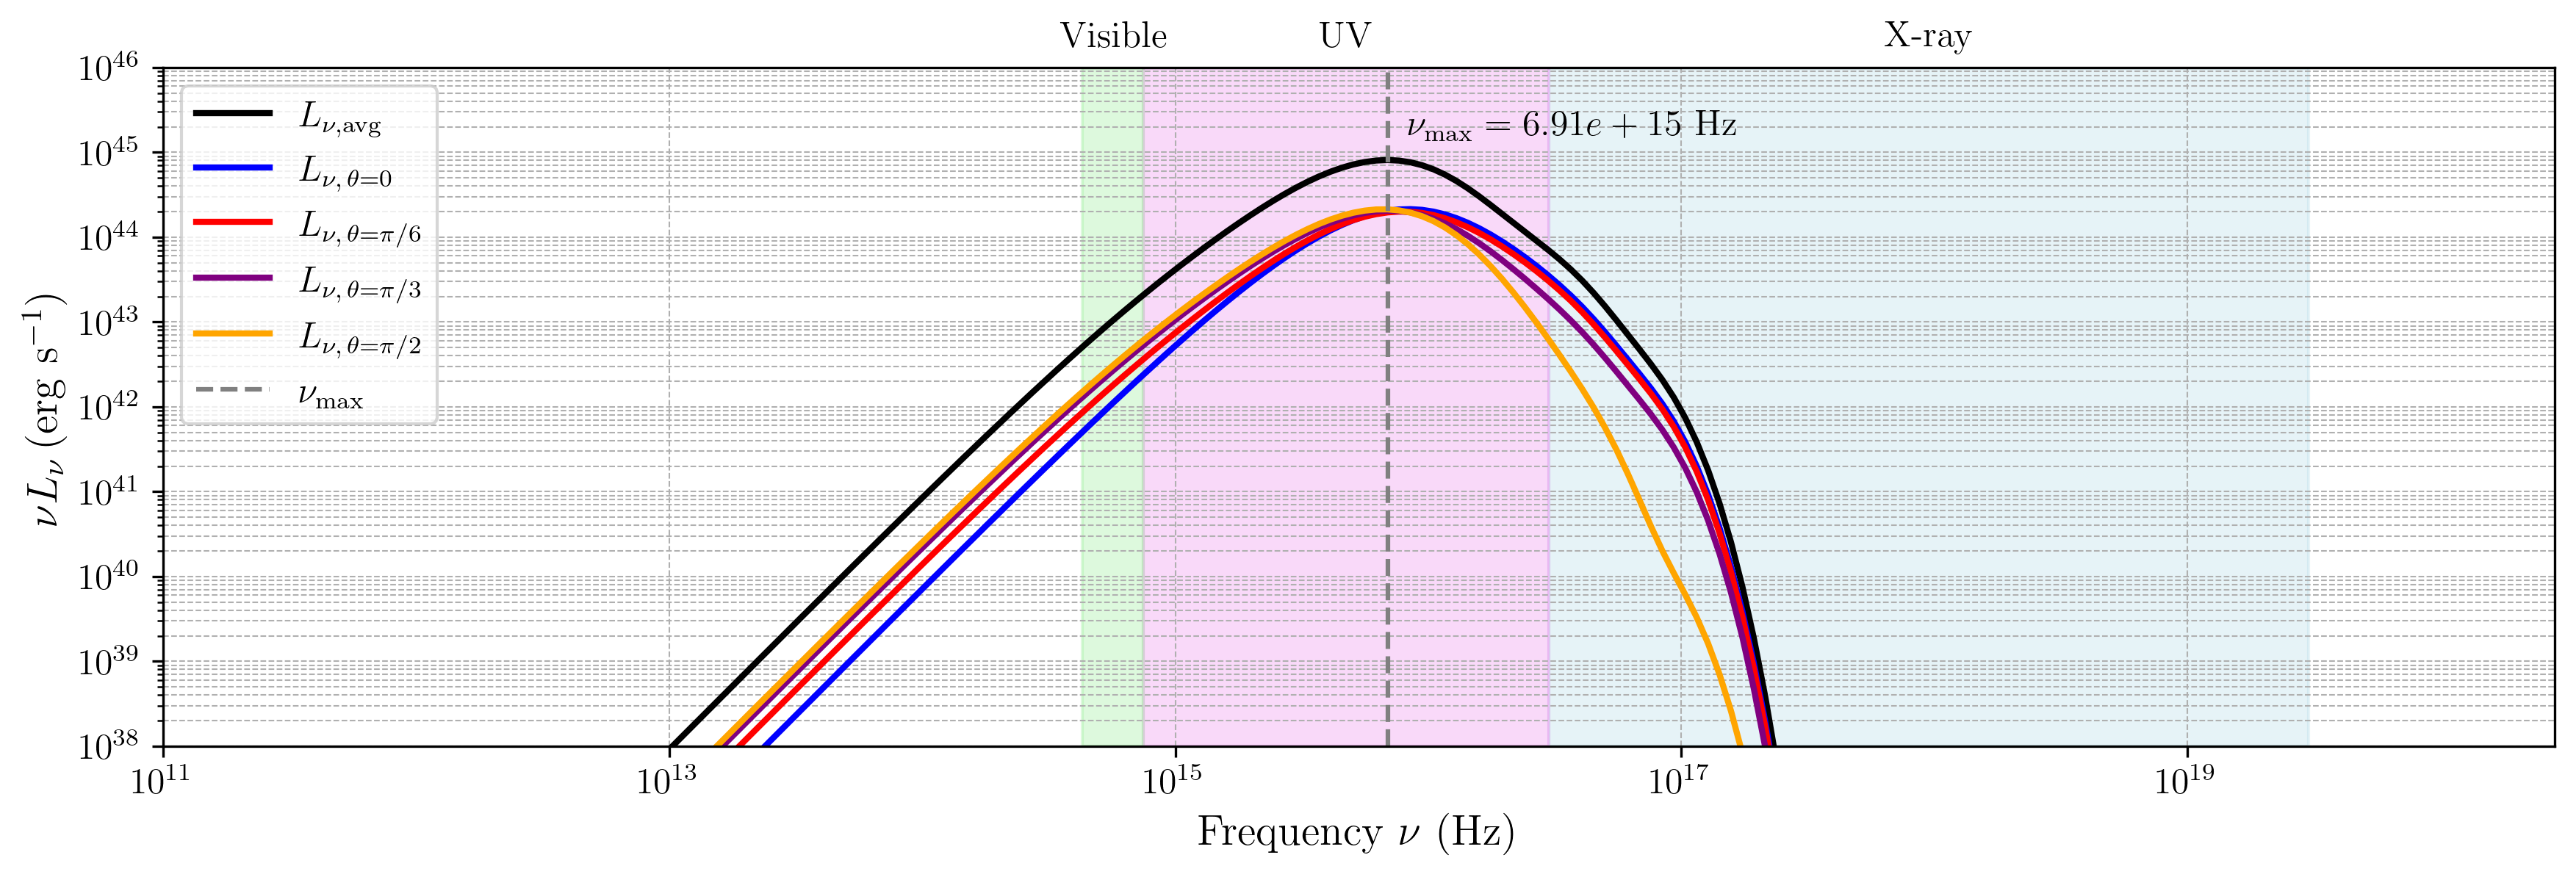 Visible UV X-ray
10^46
10^45
10^44
10^43
10^42
10^41
10^40
10^39
10^38
ν L_ν (erg s^−1)
L_ν,avg
L_ν, θ=0
L_ν, θ=π/6
L_ν, θ=π/3
L_ν, θ=π/2
ν_max
ν_max = 6.91e + 15 Hz
10^11 10^13 10^15 10^17 10^19
Frequency ν (Hz)